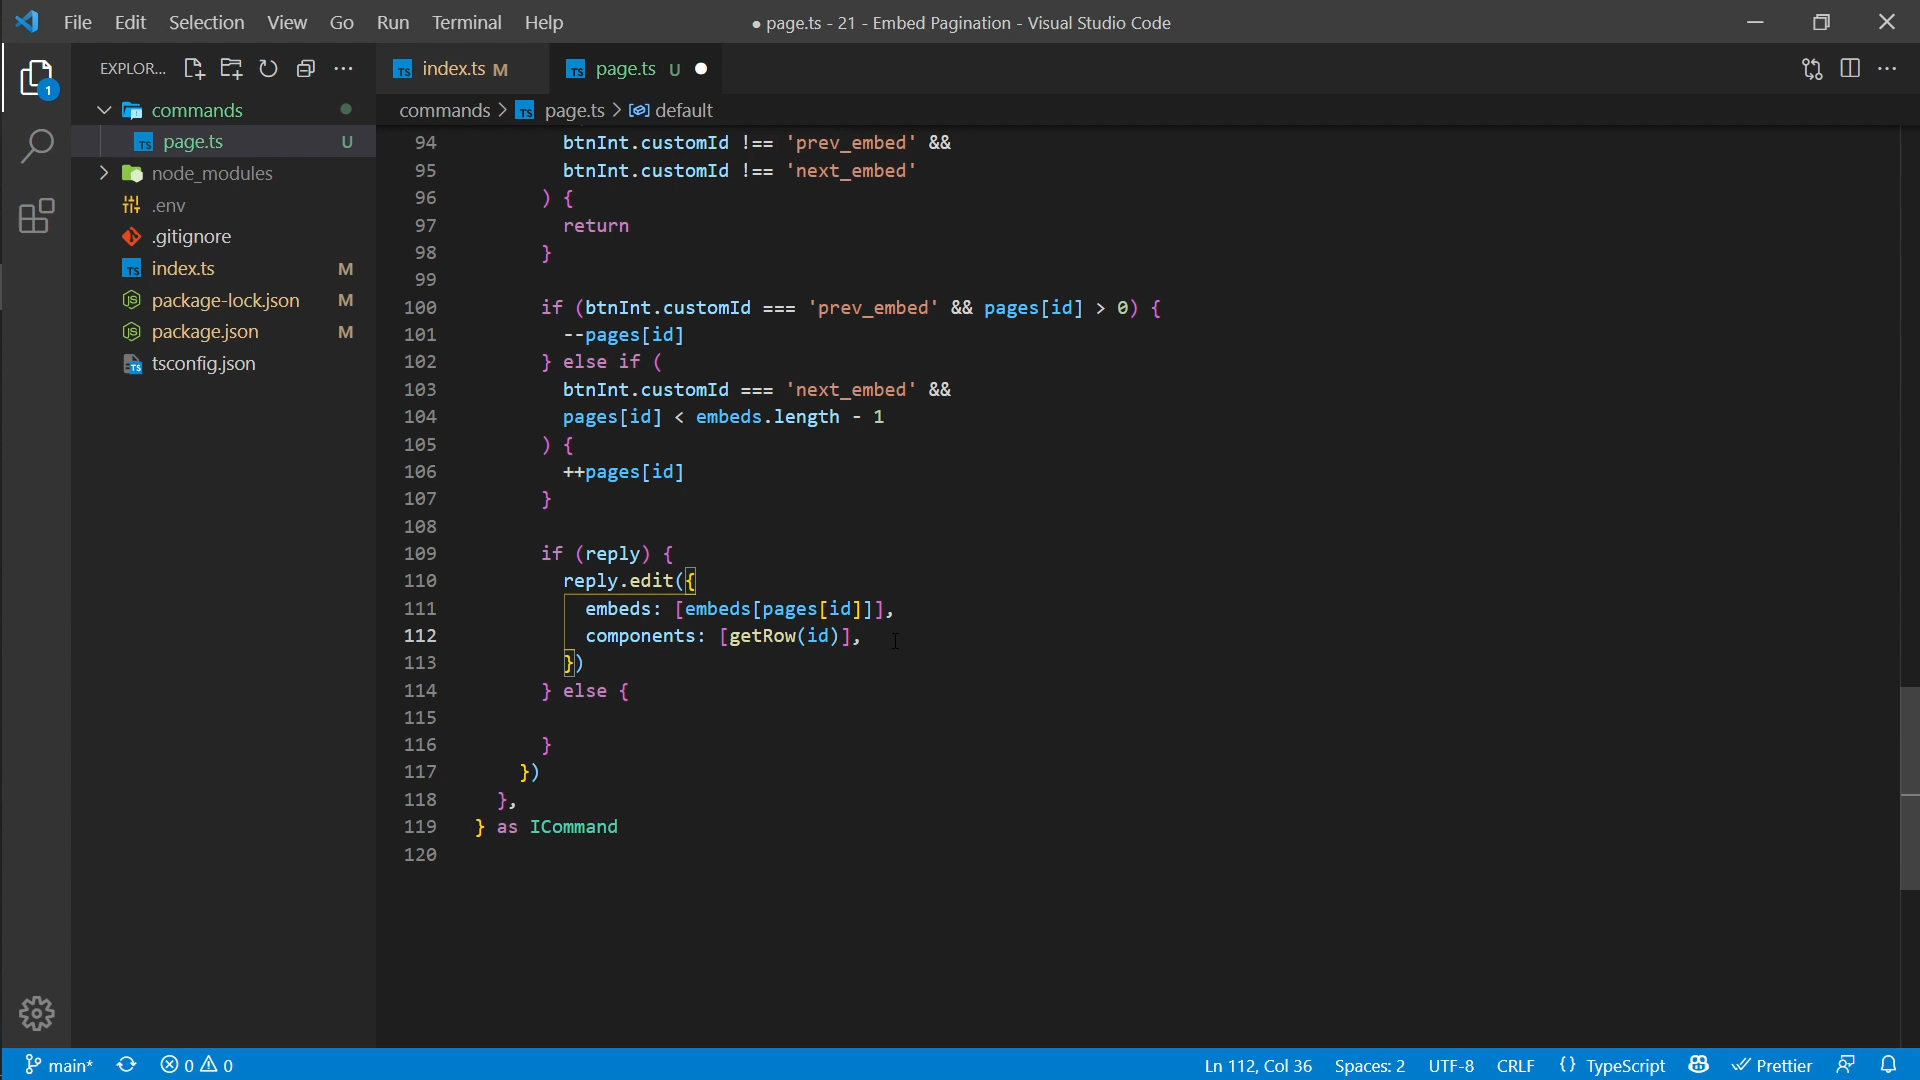 File Edit Selection View Go Run Terminal Help
● page.ts - 21 - Embed Pagination - Visual Studio Code
EXPLOR...
index.ts M
page.ts U
1
commands
commands > page.ts > default
page.ts U
node_modules
.env
.gitignore
index.ts M
package-lock.json M
package.json M
tsconfig.json
94 btnInt.customId !== 'prev_embed' &&
95 btnInt.customId !== 'next_embed'
96 ) {
97 return
98 }
99
100 if (btnInt.customId === 'prev_embed' && pages[id] > 0) {
101 --pages[id]
102 } else if (
103 btnInt.customId === 'next_embed' &&
104 pages[id] < embeds.length - 1
105 ) {
106 ++pages[id]
107 }
108
109 if (reply) {
110 reply.edit({
111 embeds: [embeds[pages[id]]],
112 components: [getRow(id)],
113 })
114 } else {
115
116 }
117 })
118 },
119 } as ICommand
120
main* 0 0 Ln 112, Col 36 Spaces: 2 UTF-8 CRLF {} TypeScript Prettier